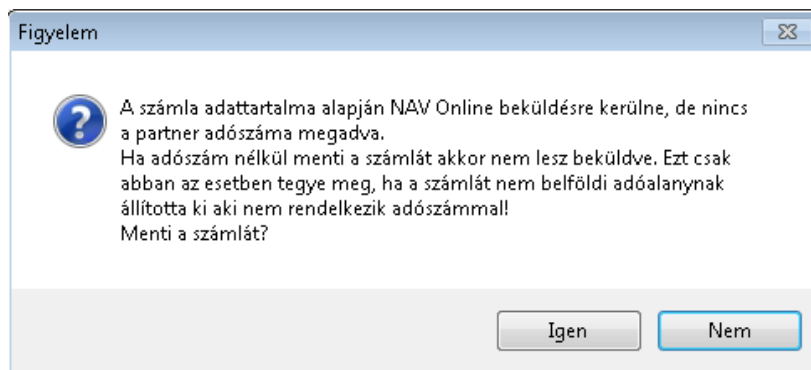 Figyelem
A számla adattartalma alapján NAV Online beküldésre kerülne, de nincs
a partner adószáma megadva.
Ha adószám nélkül menti a számlát akkor nem lesz beküldve. Ezt csak
abban az esetben tegye meg, ha a számlát nem belföldi adóalanynak
állította ki aki nem rendelkezik adószámmal!
Menti a számlát?
Igen
Nem